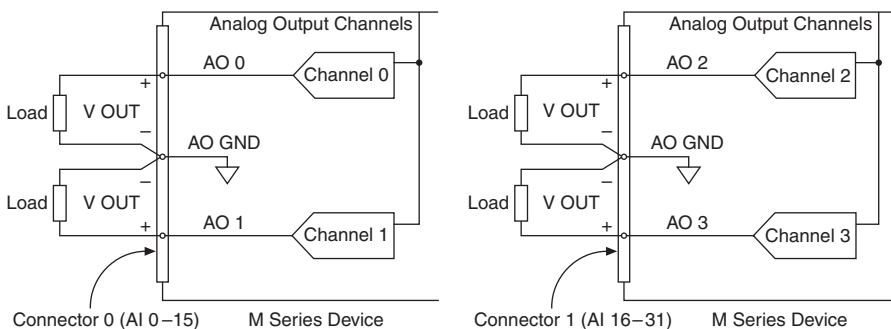 Analog Output Channels
AO 0
Channel 0
+
Load
V OUT
–
AO GND
–
Load
V OUT
+
AO 1
Channel 1
Connector 0 (AI 0–15)
M Series Device
Analog Output Channels
AO 2
Channel 2
+
Load
V OUT
–
AO GND
–
Load
V OUT
+
AO 3
Channel 3
Connector 1 (AI 16–31)
M Series Device